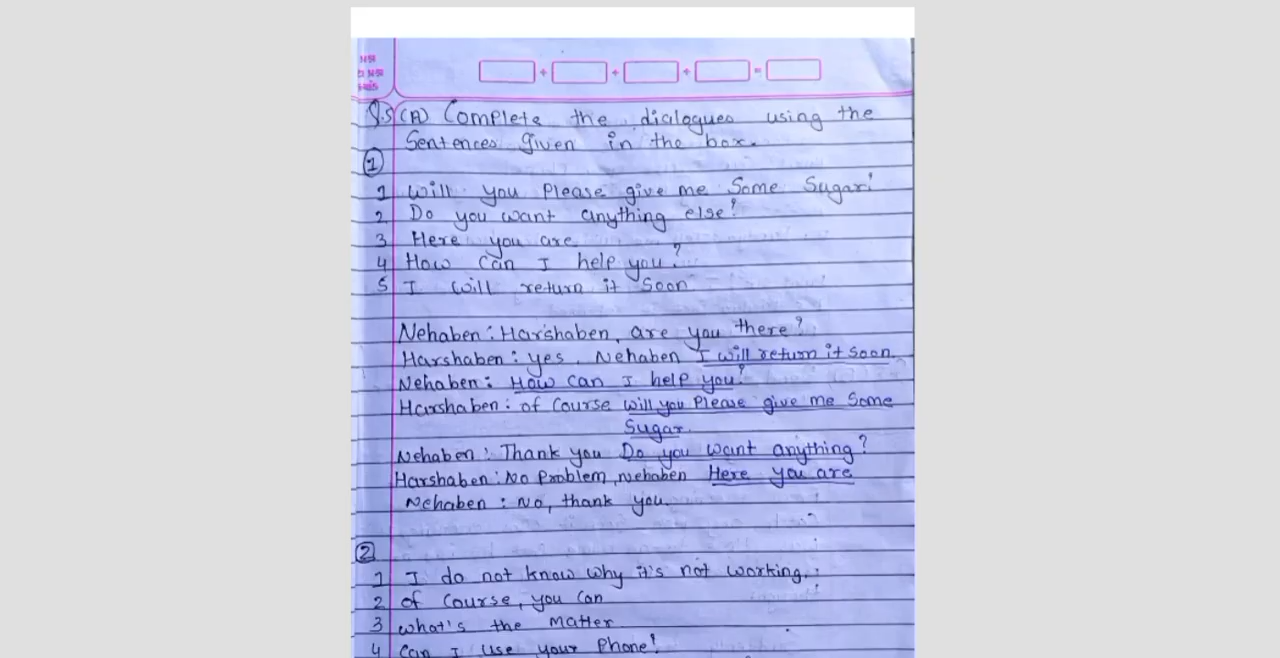 + + + =
Q.5 (A) Complete the dialogues using the
Sentences given in the box.
1
1 Will you Please give me Some Sugar!
2 Do you want anything else?
3 Here you are
4 How can I help you?
5 I will return it soon
Nehaben : Harshaben, are you there?
Harshaben : yes, Nehaben I will return it soon.
Nehaben : How can I help you?
Harshaben : of Course will you Please give me Some
Sugar.
Nehaben : Thank you Do you want anything?
Harshaben : No Problem, Nehaben Here you are
Nehaben : No, thank you.
2
1 I do not know why it's not working.
2 of Course, you Can
3 what's the Matter
4 Can I use your Phone!